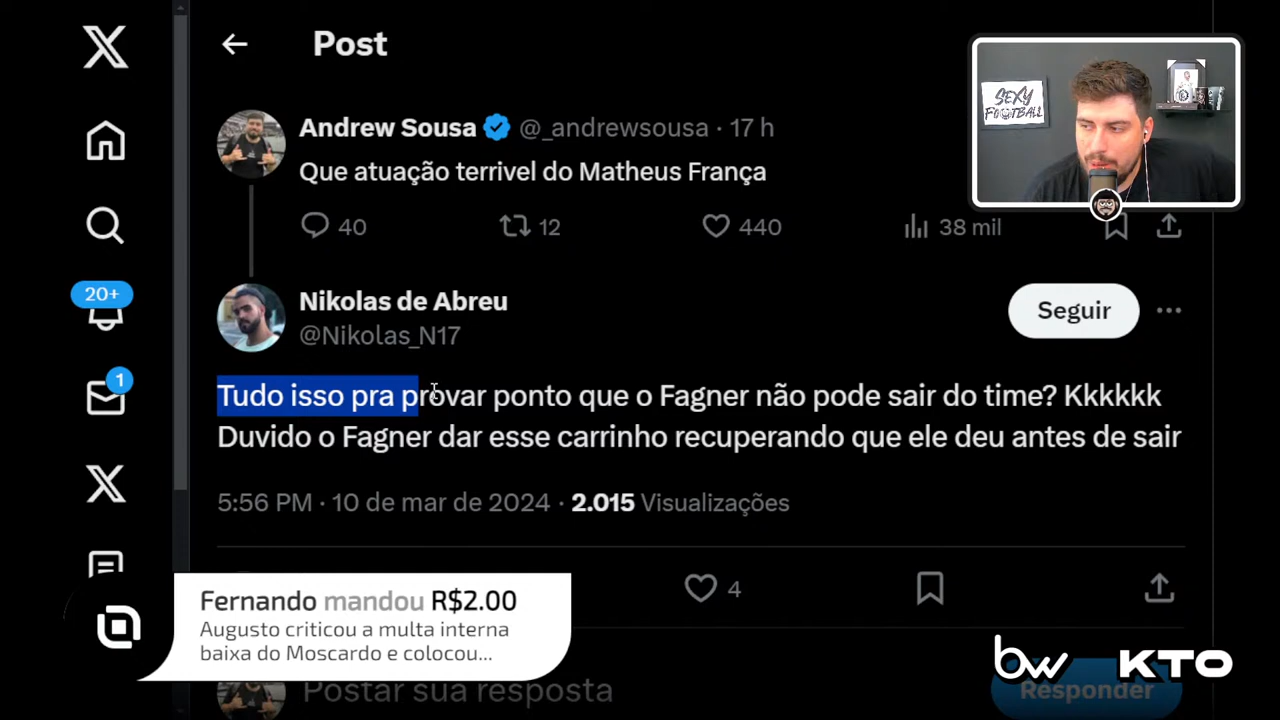 Post
SEXY
FOOTBALL
Andrew Sousa @_andrewsousa · 17 h
Que atuação terrivel do Matheus França
40 12 440 38 mil
20+
Nikolas de Abreu
@Nikolas_N17
Seguir
1
Tudo isso pra provar ponto que o Fagner não pode sair do time? Kkkkkk
Duvido o Fagner dar esse carrinho recuperando que ele deu antes de sair
5:56 PM · 10 de mar de 2024 · 2.015 Visualizações
4
Fernando mandou R$2.00
Augusto criticou a multa interna
baixa do Moscardo e colocou...
bw KTO
Postar sua resposta
Responder